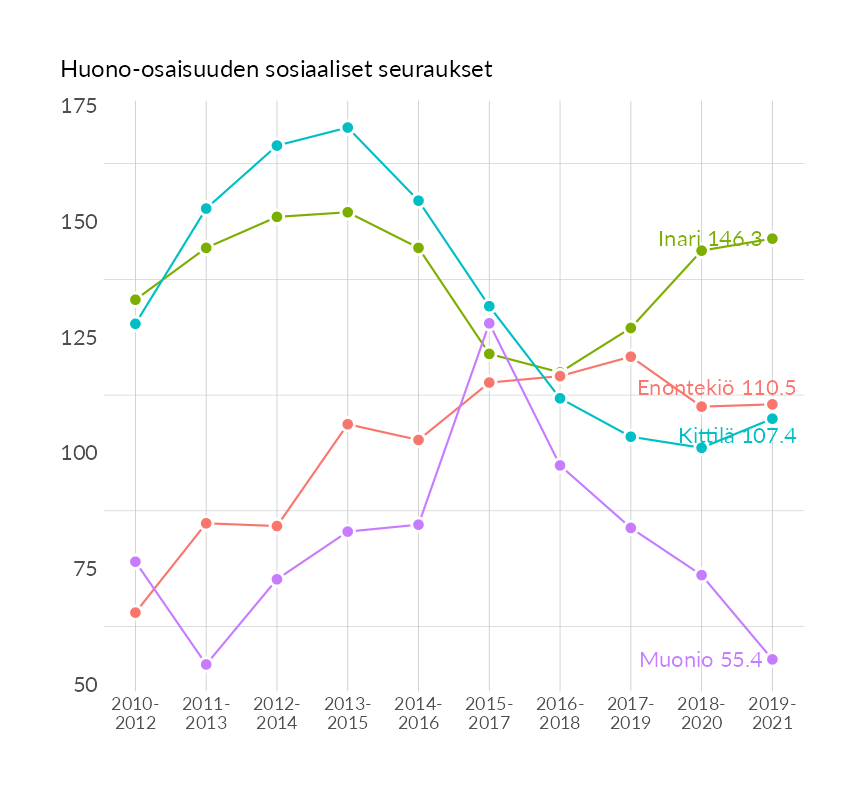 Huono-osaisuuden sosiaaliset seuraukset
175
150
Inari 146.3
125
Enontekiö 110.5
Kittilä 107.4
100
75
Muonio 55.4
50
2010- 2011- 2012- 2013- 2014- 2015- 2016- 2017- 2018- 2019-
2012 2013 2014 2015 2016 2017 2018 2019 2020 2021